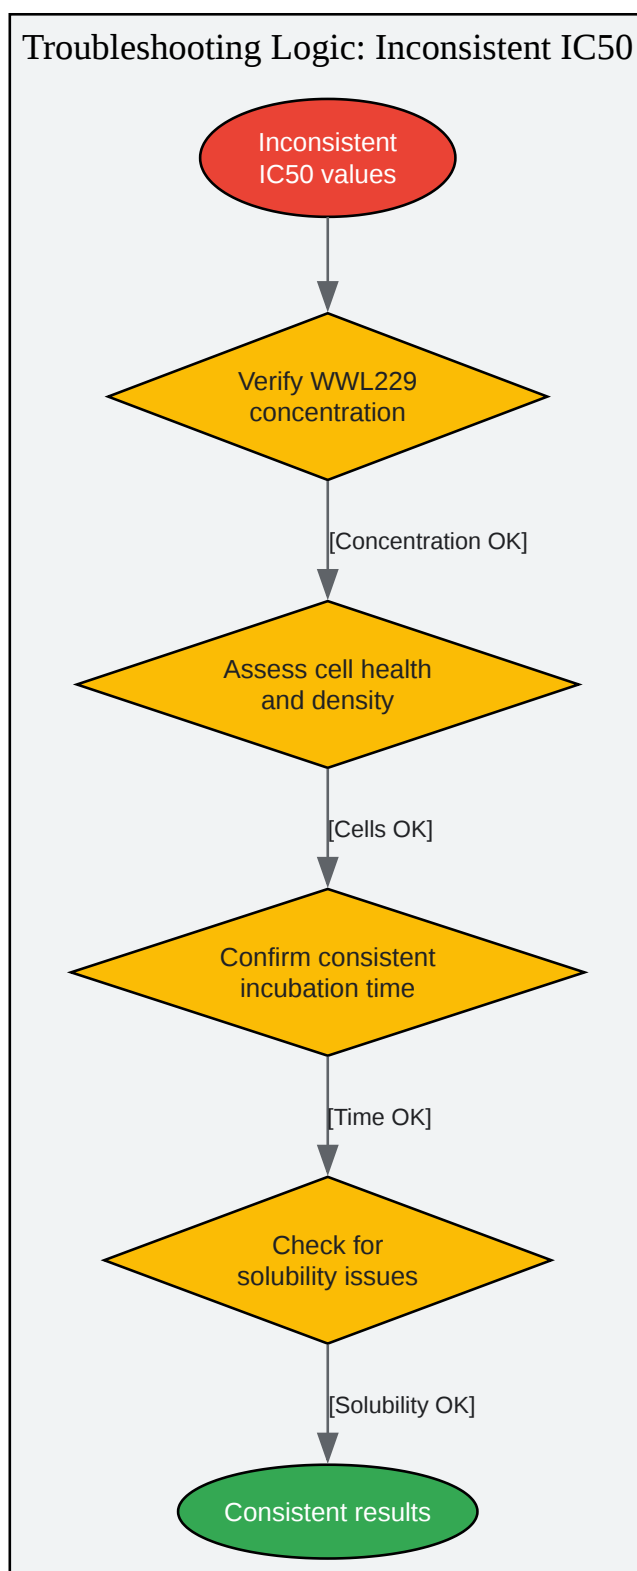 Troubleshooting Logic: Inconsistent IC50
Inconsistent
IC50 values
Verify WWL229
concentration
[Concentration OK]
Assess cell health
and density
[Cells OK]
Confirm consistent
incubation time
[Time OK]
Check for
solubility issues
[Solubility OK]
Consistent results